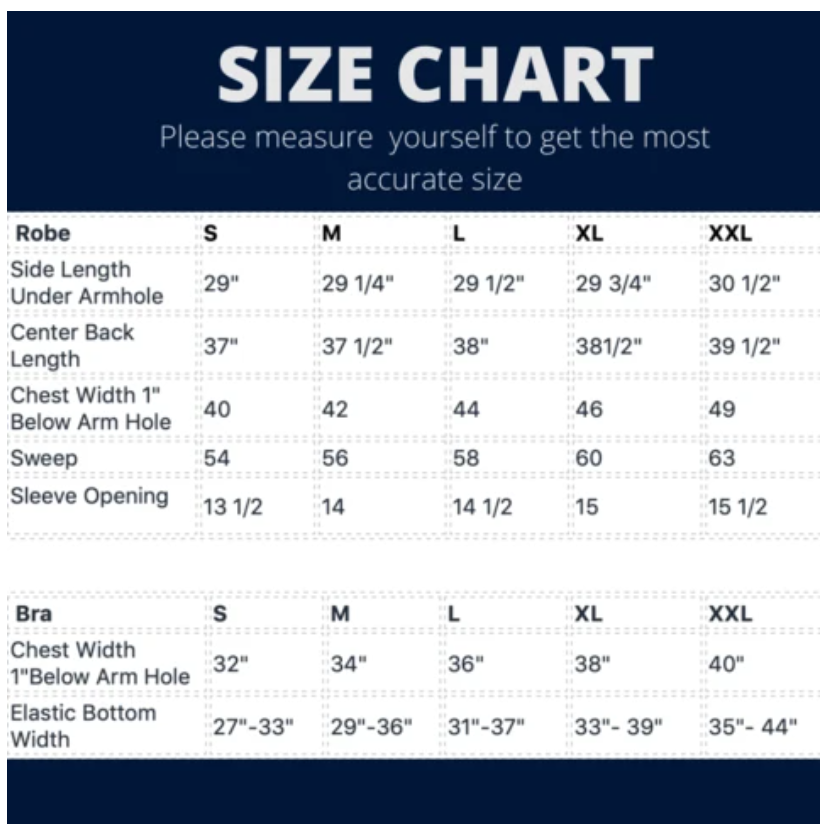 SIZE CHART
Please measure yourself to get the most
accurate size
Robe S M L XL XXL
Side Length
Under Armhole 29" 29 1/4" 29 1/2" 29 3/4" 30 1/2"
Center Back
Length 37" 37 1/2" 38" 381/2" 39 1/2"
Chest Width 1"
Below Arm Hole 40 42 44 46 49
Sweep 54 56 58 60 63
Sleeve Opening 13 1/2 14 14 1/2 15 15 1/2
Bra S M L XL XXL
Chest Width
1"Below Arm Hole 32" 34" 36" 38" 40"
Elastic Bottom
Width 27"-33" 29"-36" 31"-37" 33"- 39" 35"- 44"